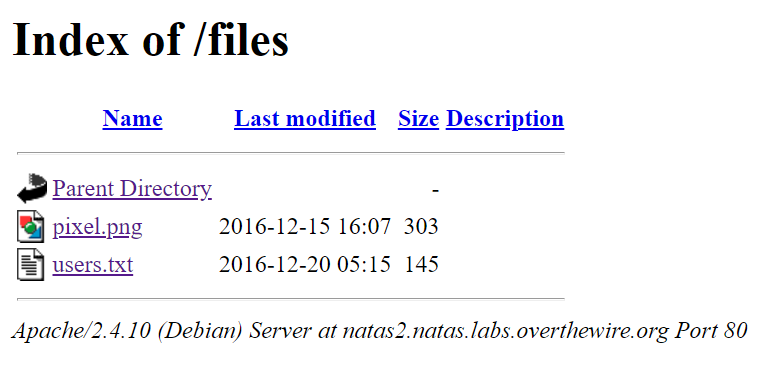 Index of /files
Name Last modified Size Description
Parent Directory -
pixel.png 2016-12-15 16:07 303
users.txt 2016-12-20 05:15 145
Apache/2.4.10 (Debian) Server at natas2.natas.labs.overthewire.org Port 80